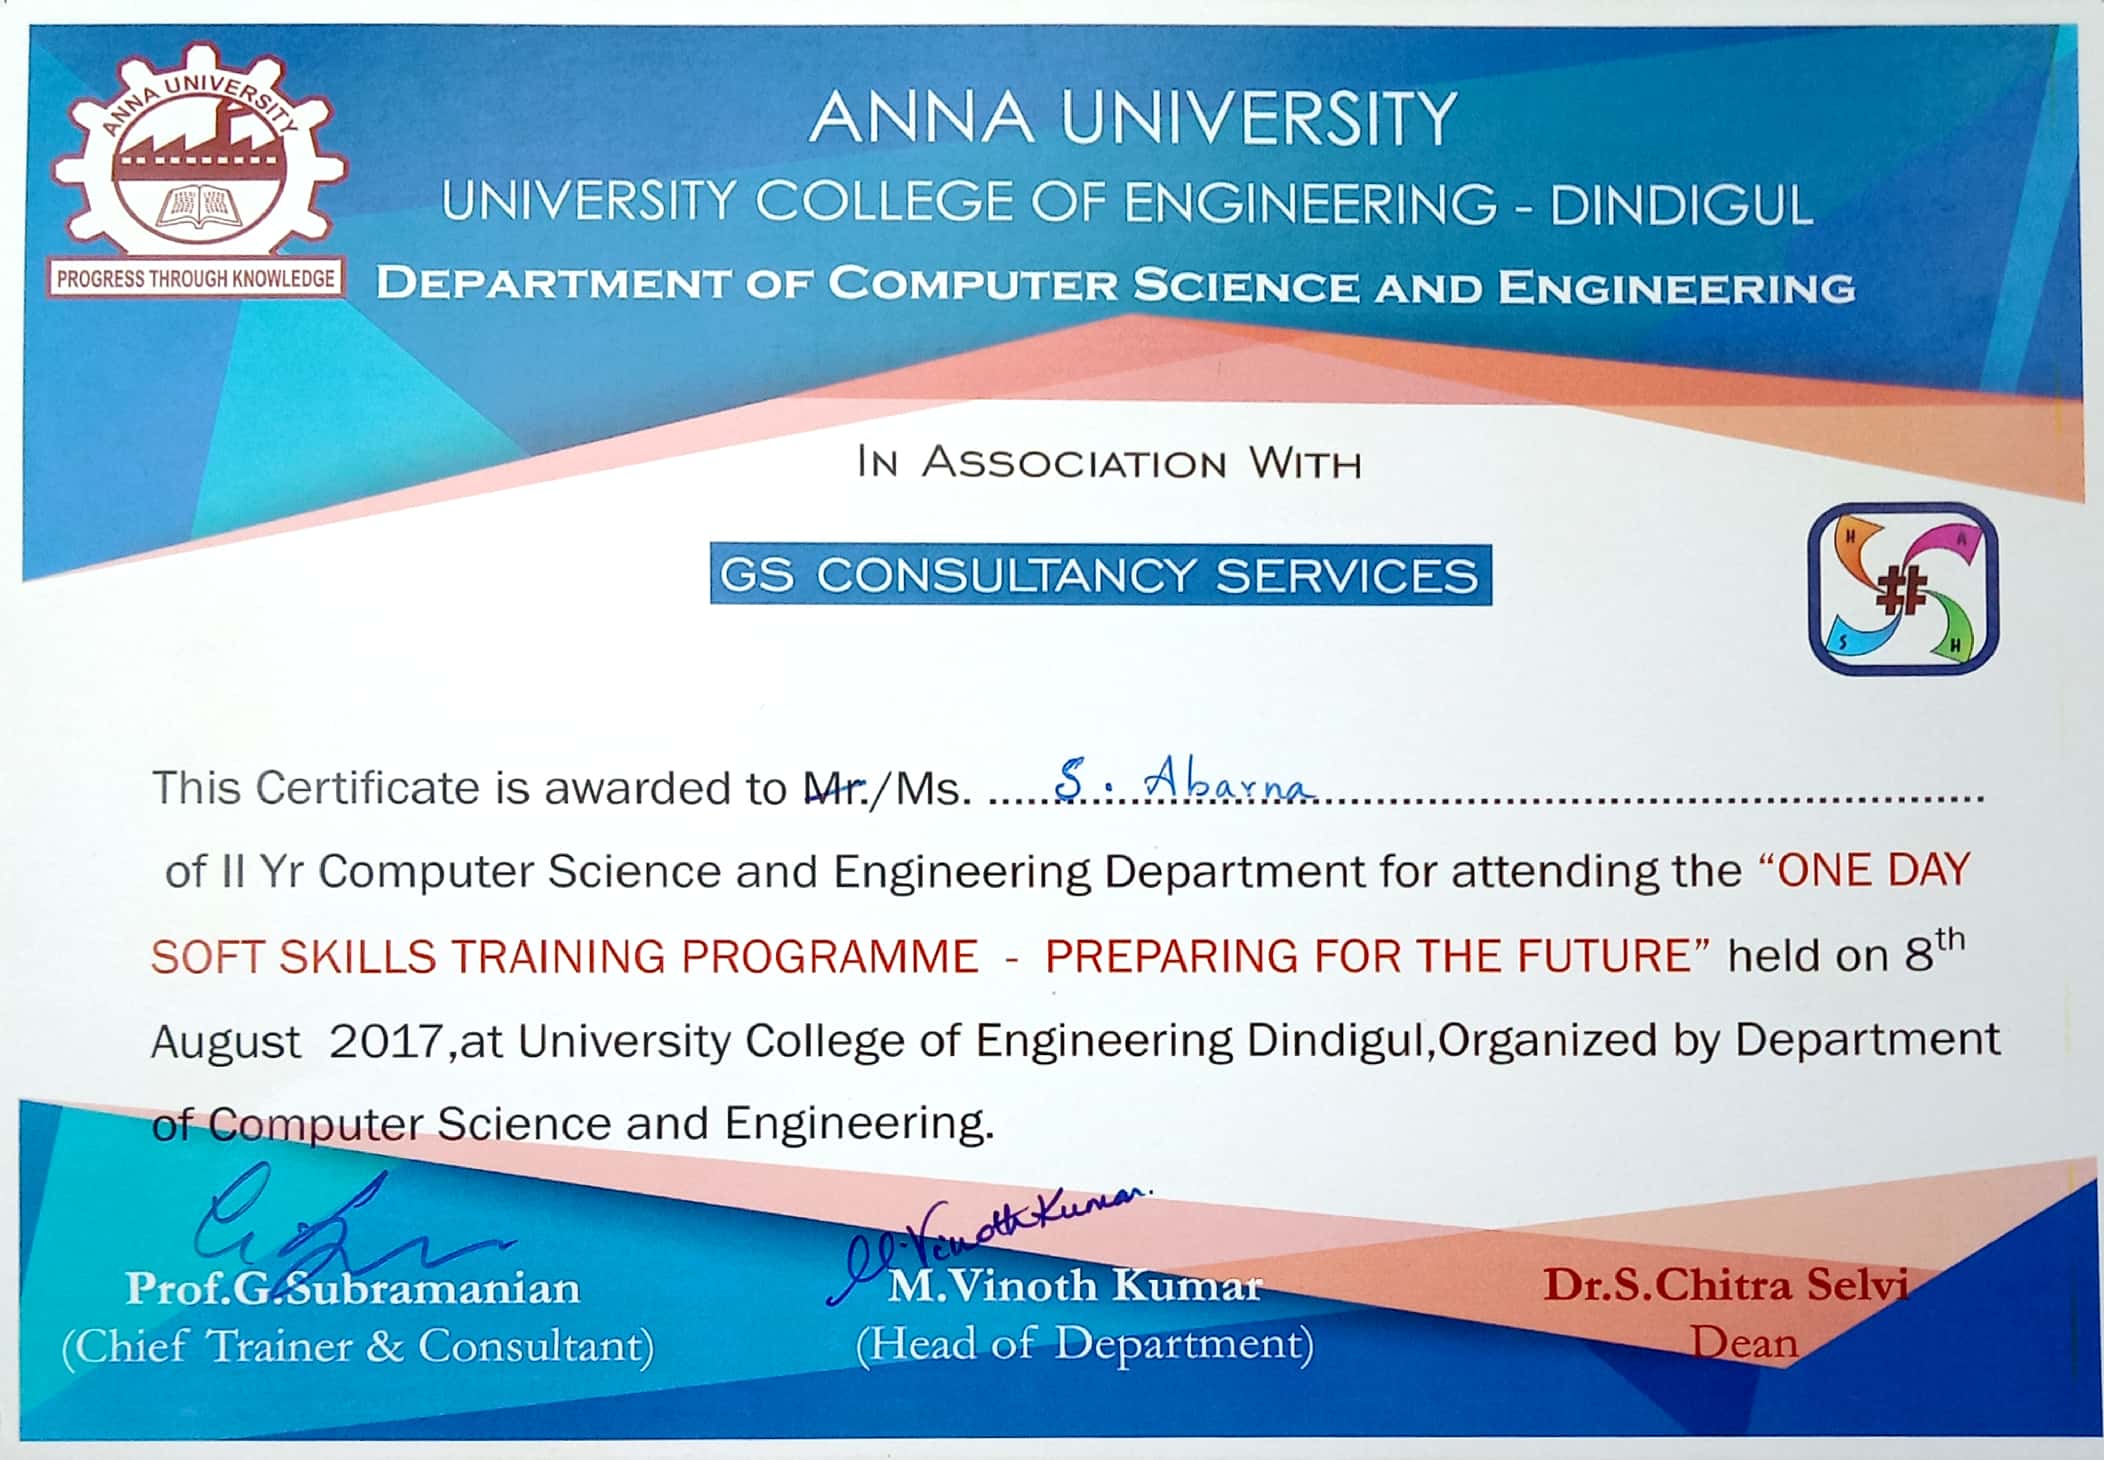 ANNA UNIVERSITY
PROGRESS THROUGH KNOWLEDGE
ANNA UNIVERSITY
UNIVERSITY COLLEGE OF ENGINEERING - DINDIGUL
DEPARTMENT OF COMPUTER SCIENCE AND ENGINEERING
IN ASSOCIATION WITH
GS CONSULTANCY SERVICES
H A
#
S H
This Certificate is awarded to Mr./Ms. S. Abarna
of II Yr Computer Science and Engineering Department for attending the “ONE DAY
SOFT SKILLS TRAINING PROGRAMME - PREPARING FOR THE FUTURE” held on 8th
August 2017,at University College of Engineering Dindigul,Organized by Department
of Computer Science and Engineering.
M. Vinoth Kumar.
Prof.G.Subramanian M.Vinoth Kumar Dr.S.Chitra Selvi
(Chief Trainer & Consultant) (Head of Department) Dean